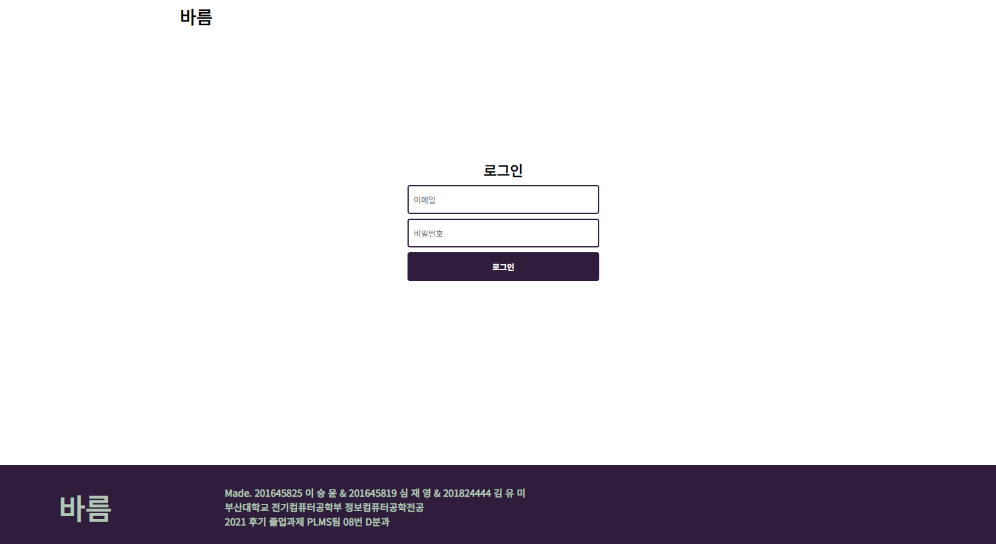 바름
로그인
이메일
비밀번호
로그인
바름
Made. 201645825 이 승 윤 & 201645819 심 재 영 & 201824444 김 유 미
부산대학교 전기컴퓨터공학부 정보컴퓨터공학전공
2021 후기 졸업과제 PLMS팀 08번 D분과